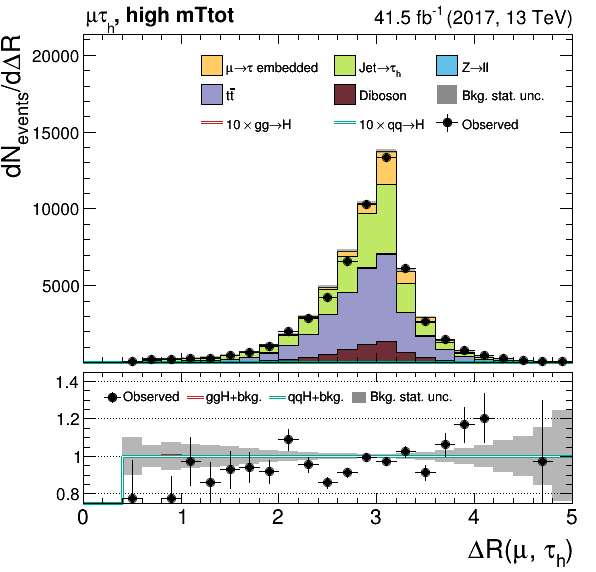 μτh, high mTtot
41.5 fb⁻¹ (2017, 13 TeV)
dNevents/dΔR
20000
15000
10000
5000
μ→τ embedded
Jet→τh
Z→ll
tt̅
Diboson
Bkg. stat. unc.
10 × gg→H
10 × qq→H
Observed
1.4
1.2
1
0.8
Observed
ggH+bkg.
qqH+bkg.
Bkg. stat. unc.
0
1
2
3
4
5
ΔR(μ, τh)